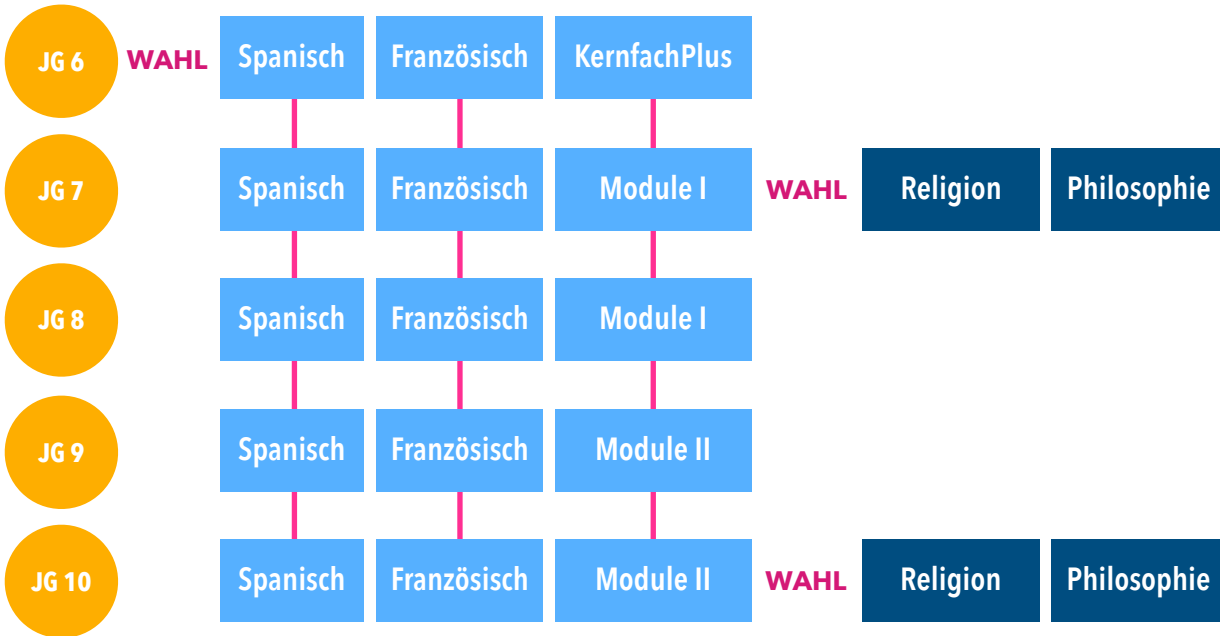 JG 6 WAHL Spanisch Französisch KernfachPlus
JG 7 Spanisch Französisch Module I WAHL Religion Philosophie
JG 8 Spanisch Französisch Module I
JG 9 Spanisch Französisch Module II
JG 10 Spanisch Französisch Module II WAHL Religion Philosophie